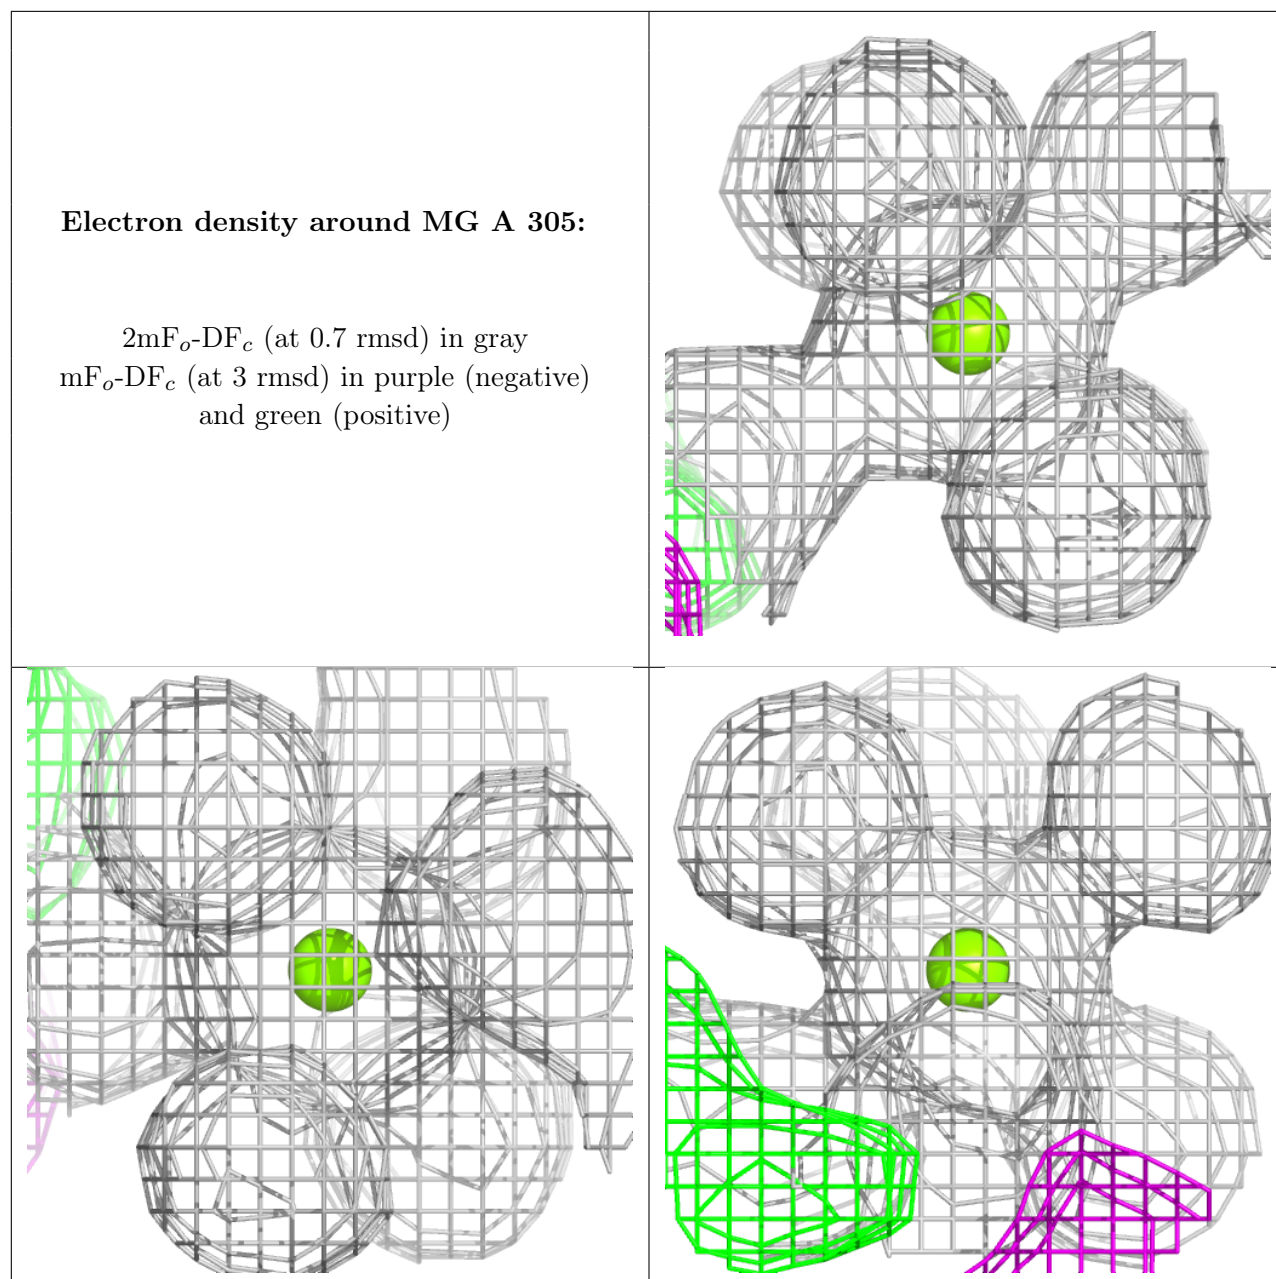 Electron density around MG A 305:
2mFo-DFc (at 0.7 rmsd) in gray
mFo-DFc (at 3 rmsd) in purple (negative)
and green (positive)